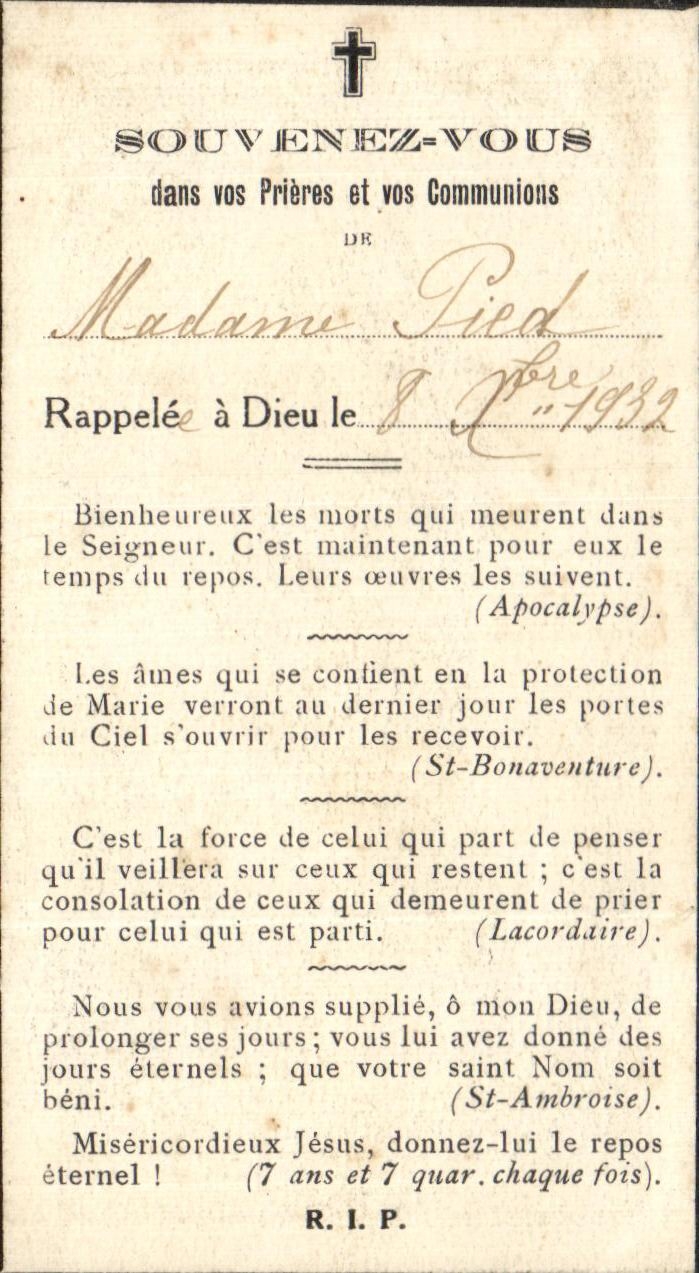 SOUVENEZ=VOUS
dans vos Prières et vos Communions
DE
Madame Pied
Rappelée à Dieu le 8 Xbre 1932
Bienheureux les morts qui meurent dans
le Seigneur. C'est maintenant pour eux le
temps du repos. Leurs œuvres les suivent.
(Apocalypse).
Les âmes qui se confient en la protection
de Marie verront au dernier jour les portes
du Ciel s'ouvrir pour les recevoir.
(St-Bonaventure).
C'est la force de celui qui part de penser
qu'il veillera sur ceux qui restent ; c'est la
consolation de ceux qui demeurent de prier
pour celui qui est parti. (Lacordaire).
Nous vous avions supplié, ô mon Dieu, de
prolonger ses jours ; vous lui avez donné des
jours éternels ; que votre saint Nom soit
béni. (St-Ambroise).
Miséricordieux Jésus, donnez-lui le repos
éternel ! (7 ans et 7 quar. chaque fois).
R. I. P.